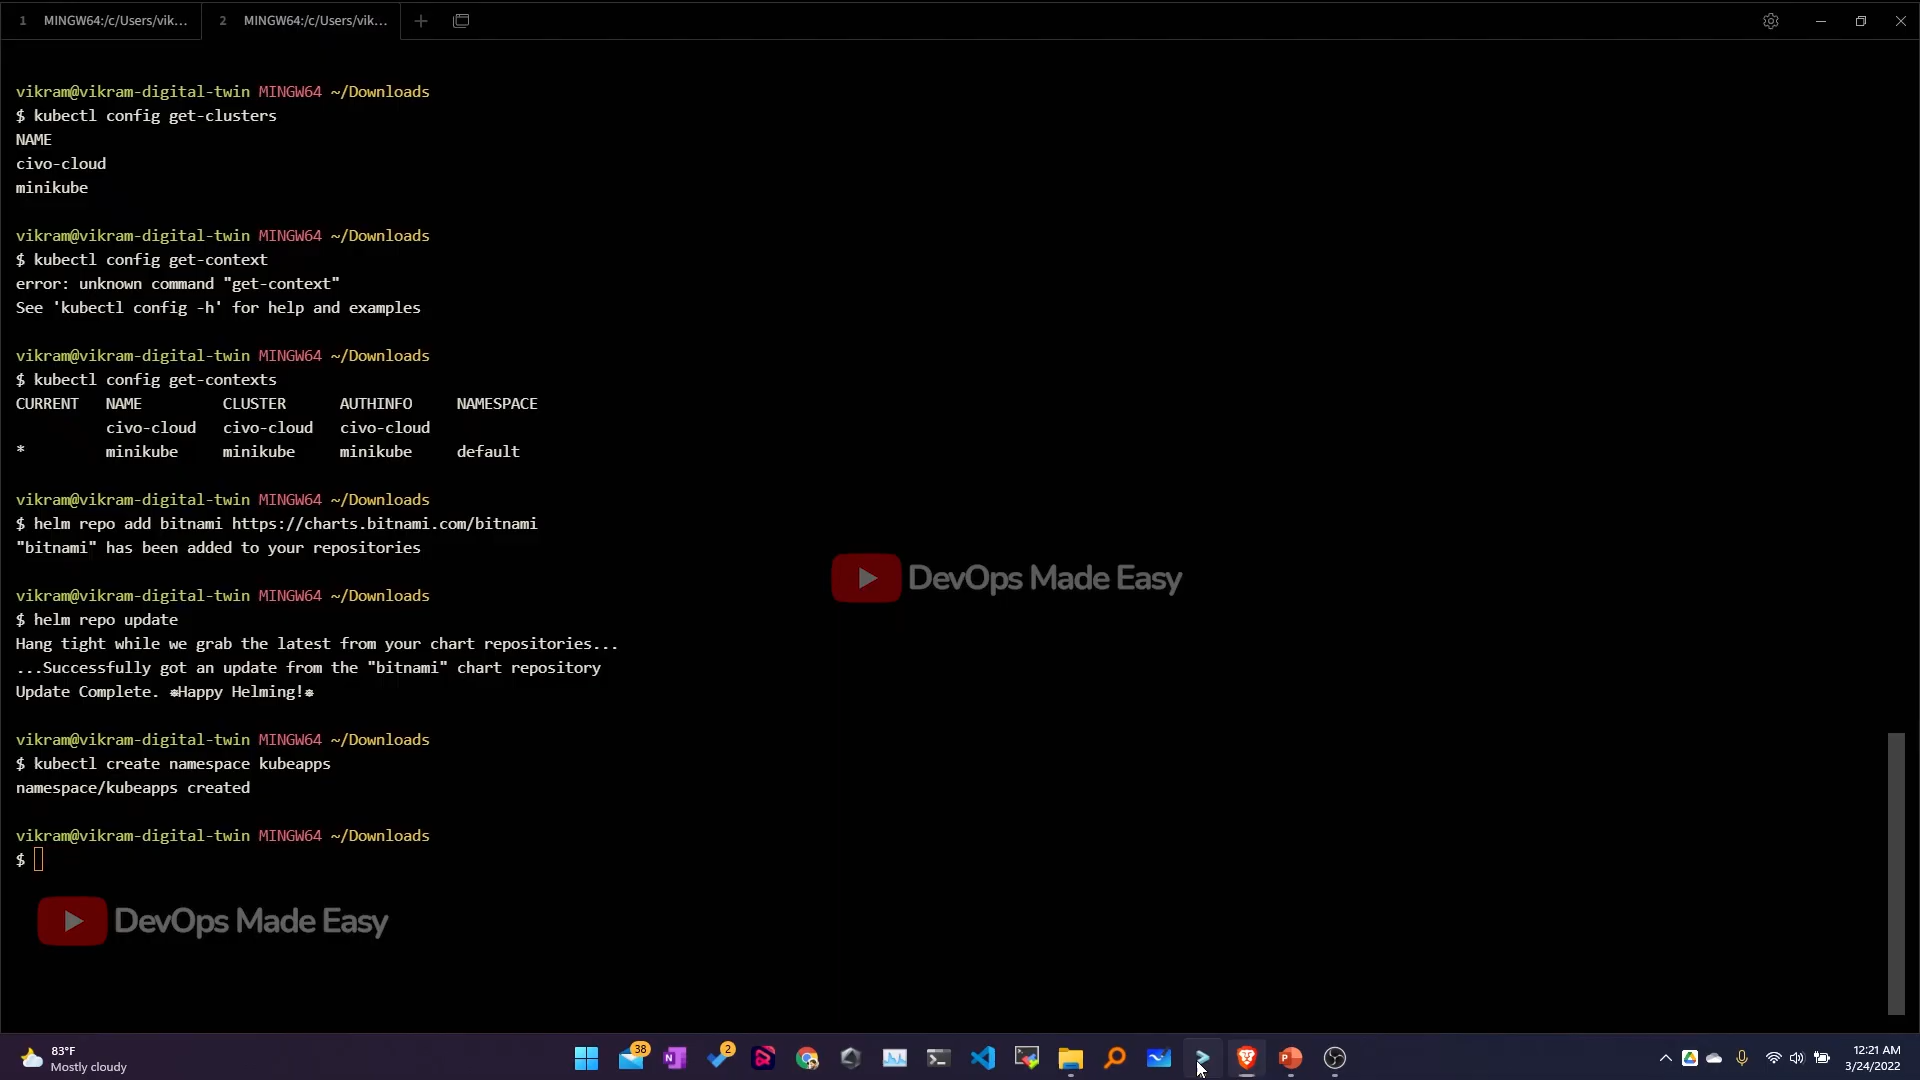 1 MINGW64:/c/Users/vik... 2 MINGW64:/c/Users/vik...
vikram@vikram-digital-twin MINGW64 ~/Downloads
$ kubectl config get-clusters
NAME
civo-cloud
minikube
vikram@vikram-digital-twin MINGW64 ~/Downloads
$ kubectl config get-context
error: unknown command "get-context"
See 'kubectl config -h' for help and examples
vikram@vikram-digital-twin MINGW64 ~/Downloads
$ kubectl config get-contexts
CURRENT NAME CLUSTER AUTHINFO NAMESPACE
civo-cloud civo-cloud civo-cloud
* minikube minikube minikube default
vikram@vikram-digital-twin MINGW64 ~/Downloads
$ helm repo add bitnami https://charts.bitnami.com/bitnami
"bitnami" has been added to your repositories
DevOps Made Easy
vikram@vikram-digital-twin MINGW64 ~/Downloads
$ helm repo update
Hang tight while we grab the latest from your chart repositories...
...Successfully got an update from the "bitnami" chart repository
Update Complete. ⎈Happy Helming!⎈
vikram@vikram-digital-twin MINGW64 ~/Downloads
$ kubectl create namespace kubeapps
namespace/kubeapps created
vikram@vikram-digital-twin MINGW64 ~/Downloads
$
DevOps Made Easy
83°F
Mostly cloudy
38
N
2
P
12:21 AM
3/24/2022